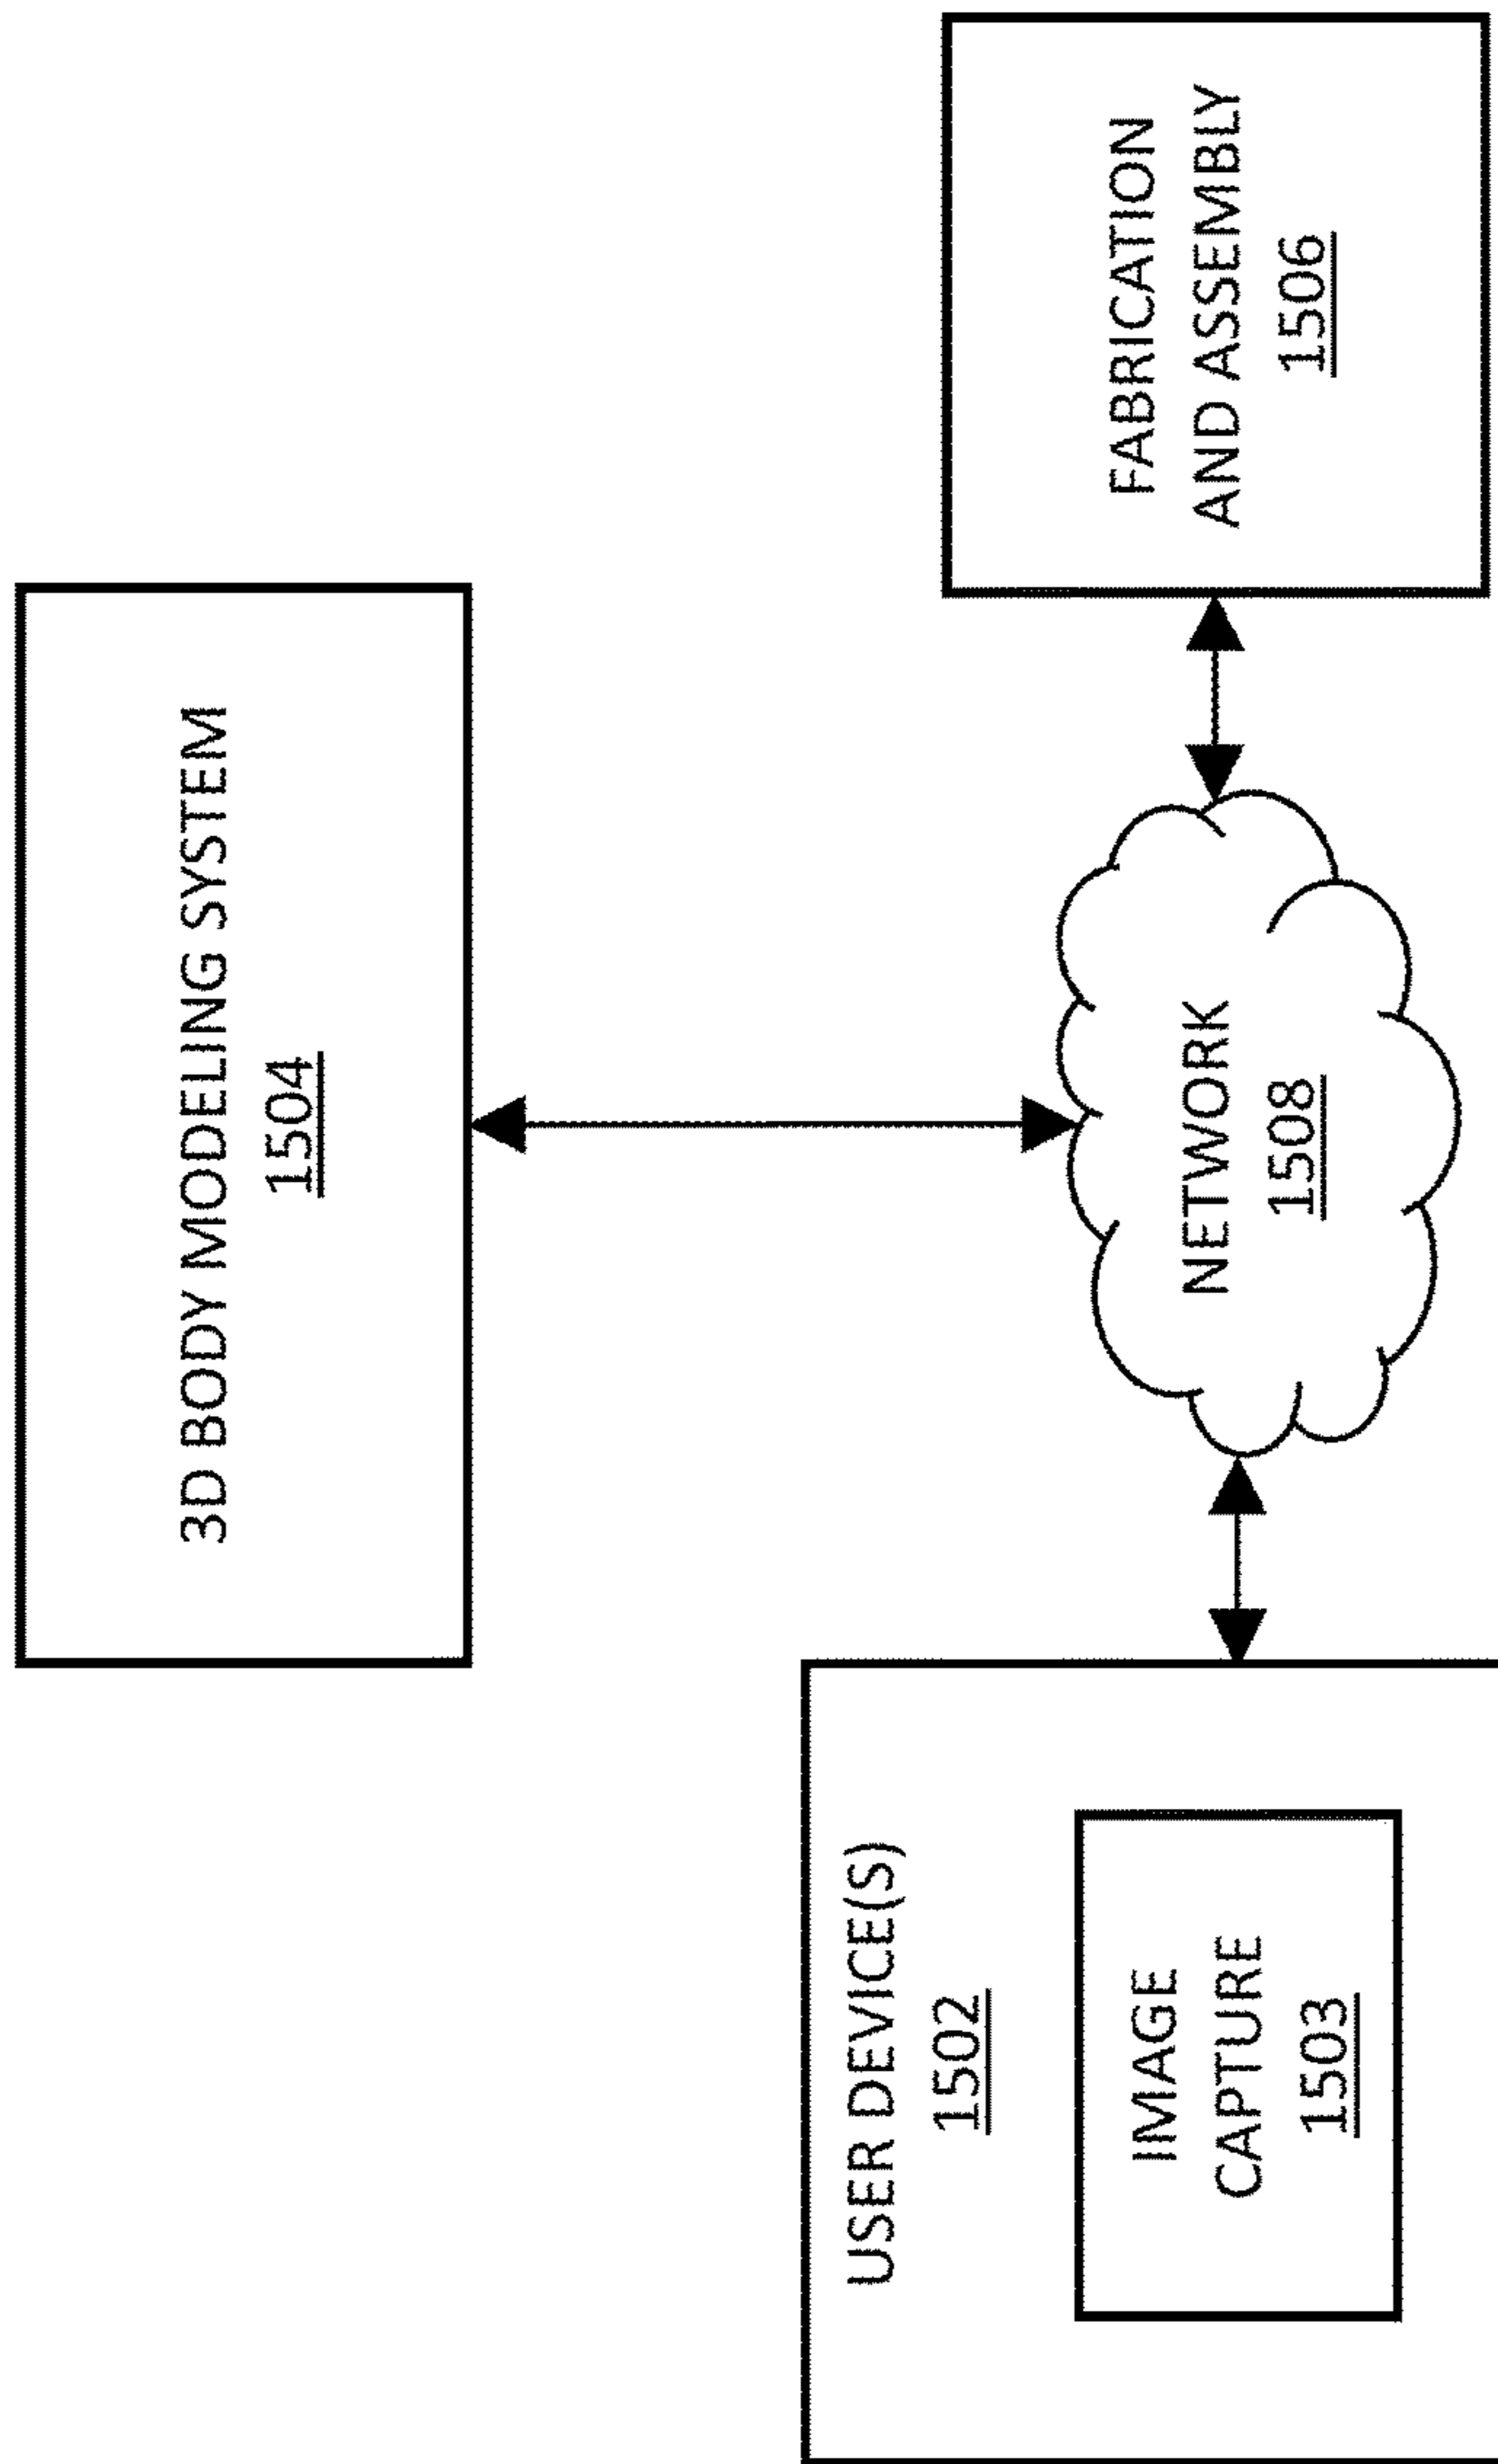 3D BODY MODELING SYSTEM
1504
USER DEVICE(S)
1502
IMAGE
CAPTURE
1503
NETWORK
1508
FABRICATION
AND ASSEMBLY
1506